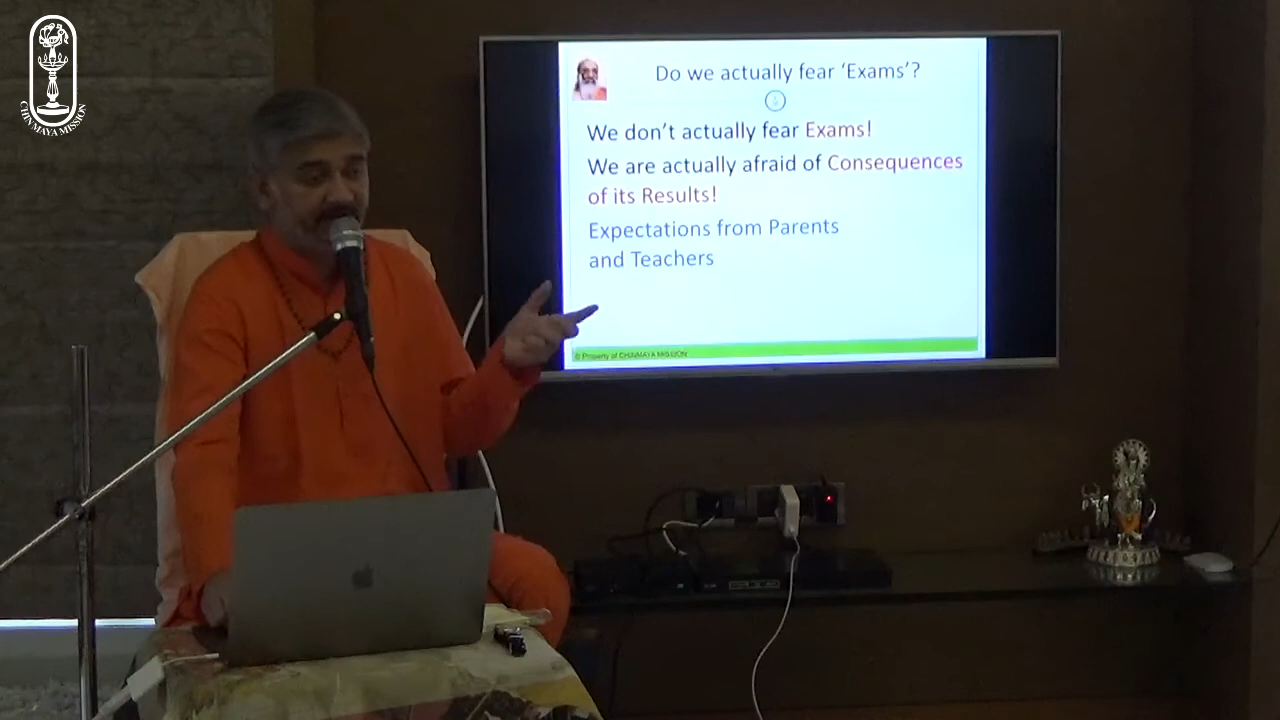 CHINMAYA MISSION
Do we actually fear ‘Exams’?
We don’t actually fear Exams!
We are actually afraid of Consequences
of its Results!
Expectations from Parents
and Teachers
© Property of CHINMAYA MISSION